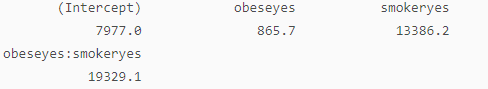 (Intercept) obeseyes smokeryes
7977.0 865.7 13386.2
obeseyes:smokeryes
19329.1